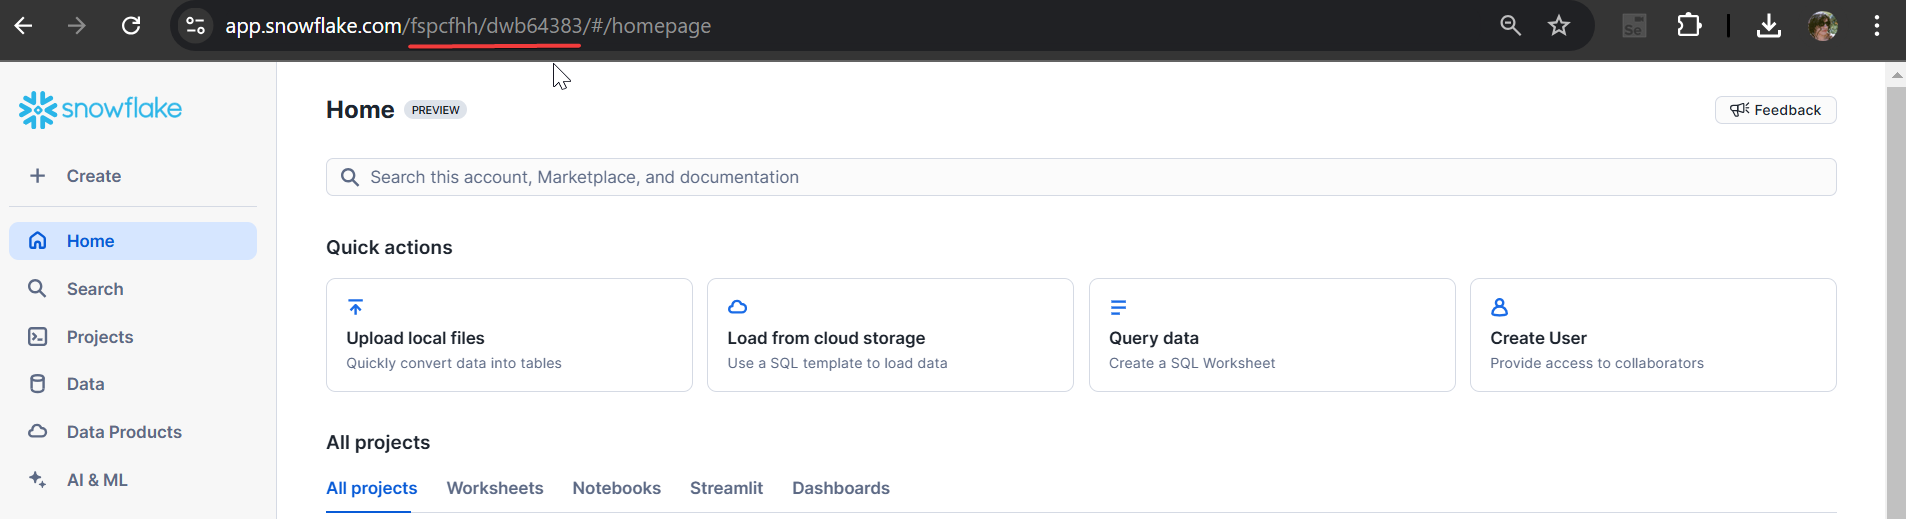 app.snowflake.com/fspcfhh/dwb64383/#/homepage
Se
snowflake
Create
Home
Search
Projects
Data
Data Products
AI & ML
Home PREVIEW
Feedback
Search this account, Marketplace, and documentation
Quick actions
Upload local files
Quickly convert data into tables
Load from cloud storage
Use a SQL template to load data
Query data
Create a SQL Worksheet
Create User
Provide access to collaborators
All projects
All projects Worksheets Notebooks Streamlit Dashboards